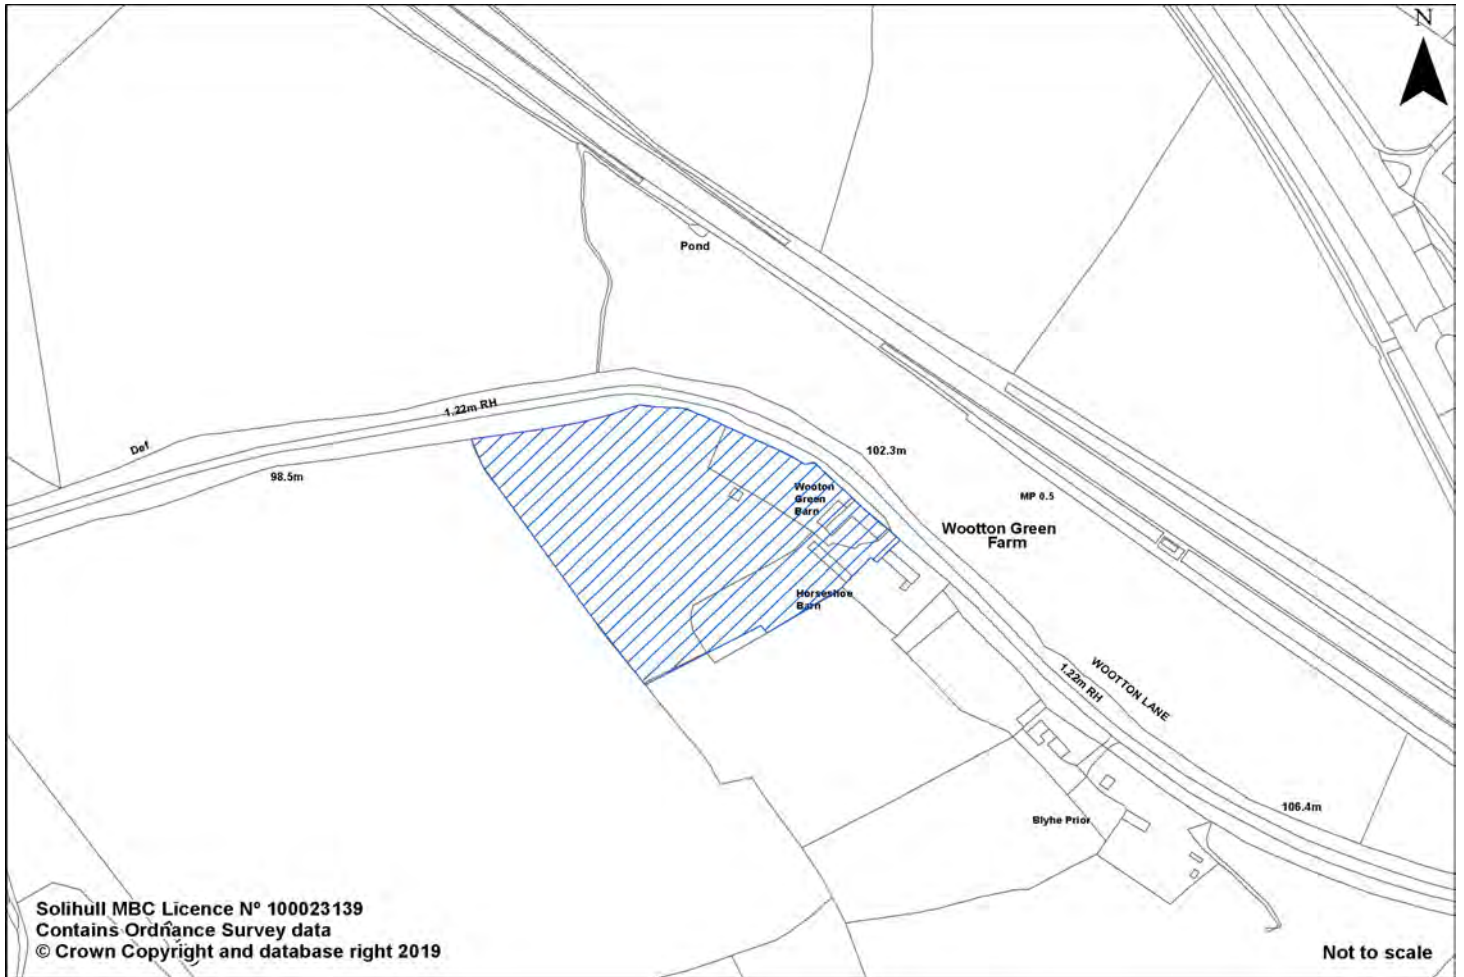 N
Pond
1.22m RH
Def
98.5m
102.3m
Wooton
Green
Barn
MP 0.5
Wootton Green
Farm
Horseshoe
Barn
WOOTTON LANE
1.22m RH
106.4m
Blyhe Prior
Solihull MBC Licence Nº 100023139
Contains Ordnance Survey data
© Crown Copyright and database right 2019
Not to scale